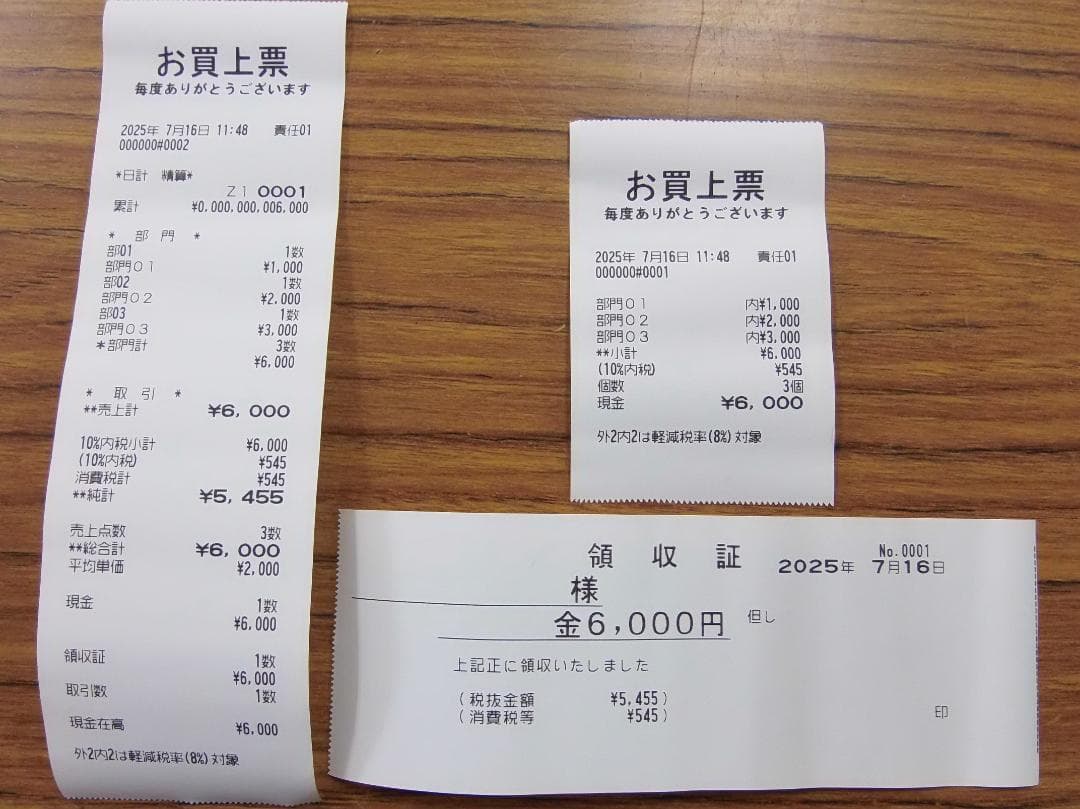 お買上票
毎度ありがとうございます
2025年 7月16日 11:48 責任01
000000#0002
*日計 精算*
Z1 0001
累計 ¥0,000,000,006,000
* 部 門 *
部01 1数
部門01 ¥1,000
部02 1数
部門02 ¥2,000
部03 1数
部門03 ¥3,000
*部門計 3数
¥6,000
* 取 引 *
**売上計 ¥6,000
10%内税小計 ¥6,000
(10%内税) ¥545
消費税計 ¥545
**純計 ¥5,455
売上点数 3数
**総合計 ¥6,000
平均単価 ¥2,000
現金 1数
¥6,000
領収証 1数
¥6,000
取引数 1数
現金在高 ¥6,000
外2内2は軽減税率(8%)対象
お買上票
毎度ありがとうございます
2025年 7月16日 11:48 責任01
000000#0001
部門01 内¥1,000
部門02 内¥2,000
部門03 内¥3,000
**小計 ¥6,000
(10%内税) ¥545
個数 3個
現金 ¥6,000
外2内2は軽減税率(8%)対象
領 収 証
No.0001
2025年 7月16日
様
金6,000円 但し
上記正に領収いたしました
(税抜金額 ¥5,455)
(消費税等 ¥545)
印